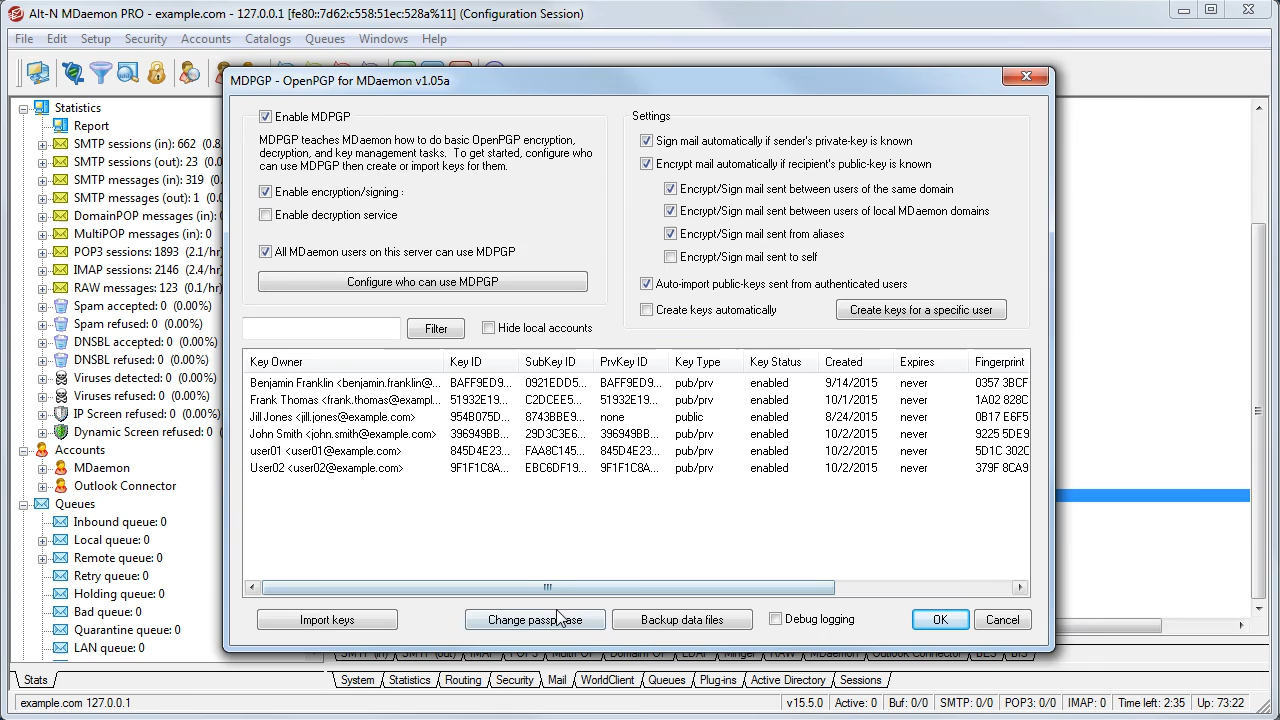 Alt-N MDaemon PRO - example.com - 127.0.0.1 [fe80::7d62:c558:51ec:528a%11] (Configuration Session)
File Edit Setup Security Accounts Catalogs Queues Windows Help
Statistics
Report
SMTP sessions (in): 662 (0.8,
SMTP sessions (out): 23 (0.0
SMTP messages (in): 319 (0.
SMTP messages (out): 1 (0.0
DomainPOP messages (in): 0
MultiPOP messages (in): 0
POP3 sessions: 1893 (2.1/hr)
IMAP sessions: 2146 (2.4/hr)
RAW messages: 123 (0.1/hr)
Spam accepted: 0 (0.00%)
Spam refused: 0 (0.00%)
DNSBL accepted: 0 (0.00%)
DNSBL refused: 0 (0.00%)
Viruses detected: 0 (0.00%)
Viruses refused: 0 (0.00%)
IP Screen refused: 0 (0.00%)
Dynamic Screen refused: 0
Accounts
MDaemon
Outlook Connector
Queues
Inbound queue: 0
Local queue: 0
Remote queue: 0
Retry queue: 0
Holding queue: 0
Bad queue: 0
Quarantine queue: 0
LAN queue: 0
Stats
MDPGP - OpenPGP for MDaemon v1.05a
Enable MDPGP
MDPGP teaches MDaemon how to do basic OpenPGP encryption,
decryption, and key management tasks. To get started, configure who
can use MDPGP then create or import keys for them.
Enable encryption/signing :
Enable decryption service
All MDaemon users on this server can use MDPGP
Configure who can use MDPGP
Settings
Sign mail automatically if sender's private-key is known
Encrypt mail automatically if recipient's public-key is known
Encrypt/Sign mail sent between users of the same domain
Encrypt/Sign mail sent between users of local MDaemon domains
Encrypt/Sign mail sent from aliases
Encrypt/Sign mail sent to self
Auto-import public-keys sent from authenticated users
Create keys automatically Create keys for a specific user
Filter Hide local accounts
Key Owner Key ID SubKey ID PrvKey ID Key Type Key Status Created Expires Fingerprint
Benjamin Franklin <benjamin.franklin@... BAFF9ED9... 0921EDD5... BAFF9ED9... pub/prv enabled 9/14/2015 never 0357 3BCF
Frank Thomas <frank.thomas@exampl... 51932E19... C2DCEE5... 51932E19... pub/prv enabled 10/1/2015 never 1A02 828C
Jill Jones <jill.jones@example.com> 954B075D... 8743BBE9... none public enabled 8/24/2015 never 0B17 E6F5
John Smith <john.smith@example.com> 396949BB... 29D3C3E6... 396949BB... pub/prv enabled 10/2/2015 never 9225 5DE9
user01 <user01@example.com> 845D4E23... FAA8C145... 845D4E23... pub/prv enabled 10/2/2015 never 5D1C 302C
User02 <user02@example.com> 9F1F1C8A... EBC6DF19... 9F1F1C8A... pub/prv enabled 10/2/2015 never 379F 8CA9
Import keys Change passphrase Backup data files Debug logging OK Cancel
System Statistics Routing Security Mail WorldClient Queues Plug-ins Active Directory Sessions
example.com 127.0.0.1 v15.5.0 Active: 0 Buf: 0/0 SMTP: 0/0 POP3: 0/0 IMAP: 0 Time left: 2:35 Up: 73:22